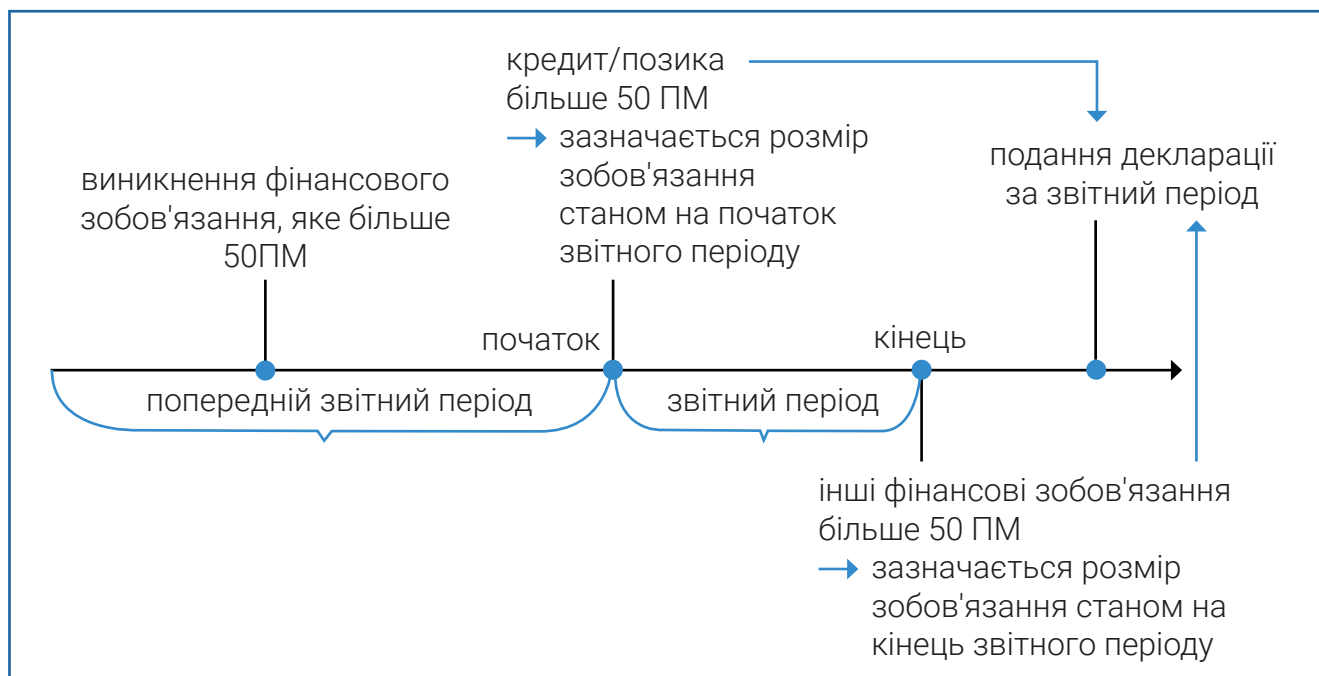 кредит/позика
більше 50 ПМ
зазначається розмір
зобов'язання
станом на початок
звітного періоду
виникнення фінансового
зобов'язання, яке більше
50ПМ
подання декларації
за звітний період
початок
кінець
попередній звітний період
звітний період
інші фінансові зобов'язання
більше 50 ПМ
зазначається розмір
зобов'язання станом на
кінець звітного періоду